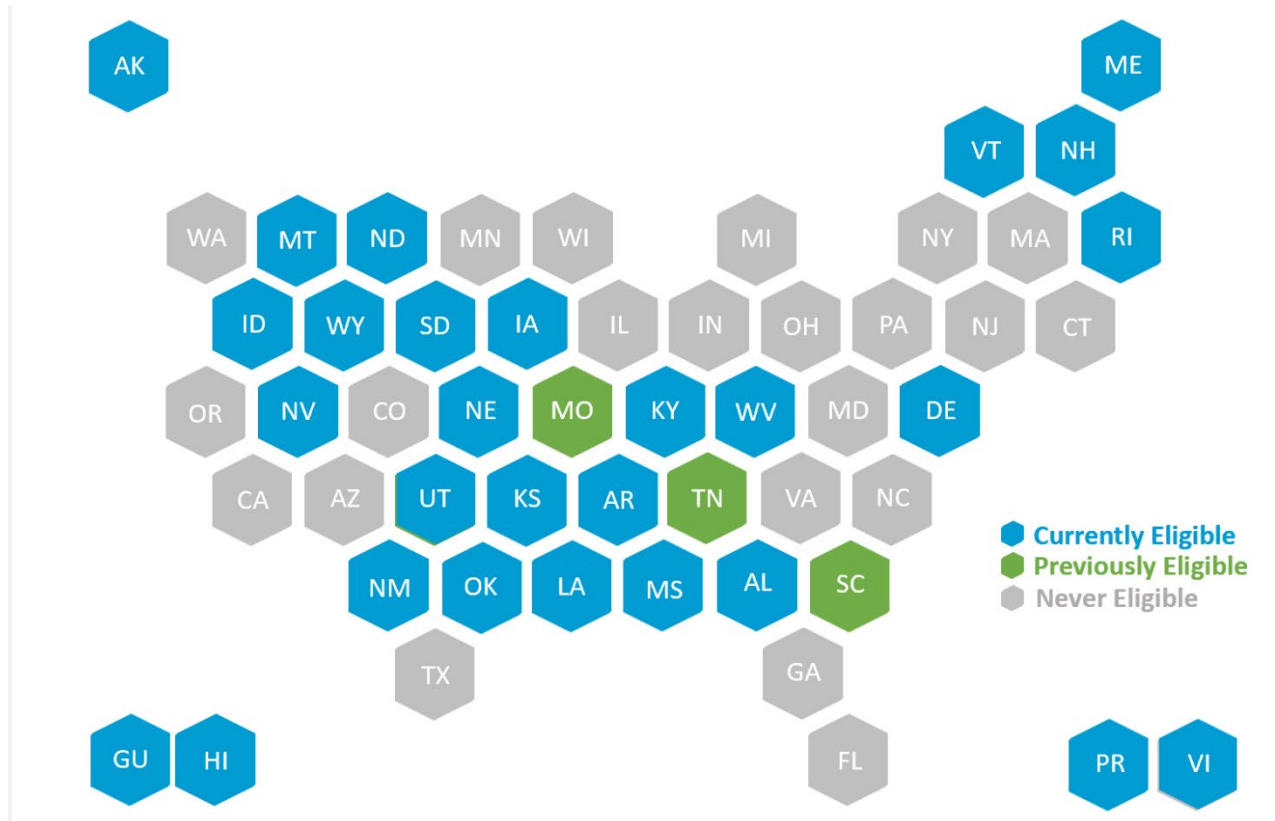 AK ME
VT NH
WA MT ND MN WI MI NY MA RI
ID WY SD IA IL IN OH PA NJ CT
OR NV CO NE MO KY WV MD DE
CA AZ UT KS AR TN VA NC
Currently Eligible
Previously Eligible
Never Eligible
NM OK LA MS AL SC
TX GA
GU HI FL PR VI